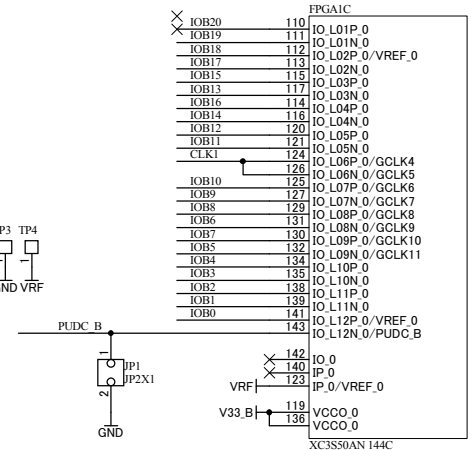 FPGA1C
IOB20 110 IO_L01P_0
IOB19 111 IO_L01N_0
IOB18 112 IO_L02P_0/VREF_0
IOB17 113 IO_L02N_0
IOB15 115 IO_L03P_0
IOB13 117 IO_L03N_0
IOB16 114 IO_L04P_0
IOB14 116 IO_L04N_0
IOB12 120 IO_L05P_0
IOB11 121 IO_L05N_0
CLK1 124 IO_L06P_0/GCLK4
126 IO_L06N_0/GCLK5
IOB10 125 IO_L07P_0/GCLK6
IOB9 127 IO_L07N_0/GCLK7
IOB8 129 IO_L08P_0/GCLK8
IOB6 131 IO_L08N_0/GCLK9
IOB7 130 IO_L09P_0/GCLK10
IOB5 132 IO_L09N_0/GCLK11
IOB4 134 IO_L10P_0
IOB3 135 IO_L10N_0
IOB2 138 IO_L11P_0
IOB1 139 IO_L11N_0
IOB0 141 IO_L12P_0/VREF_0
PUDC_B 143 IO_L12N_0/PUDC_B
P3 TP4
1 1
ND VRF
142 IO_0
140 IP_0
VRF 123 IP_0/VREF_0
V33_B 119 VCCO_0
136 VCCO_0
XC3S50AN 144C
1
JP1
JP2X1
2
GND